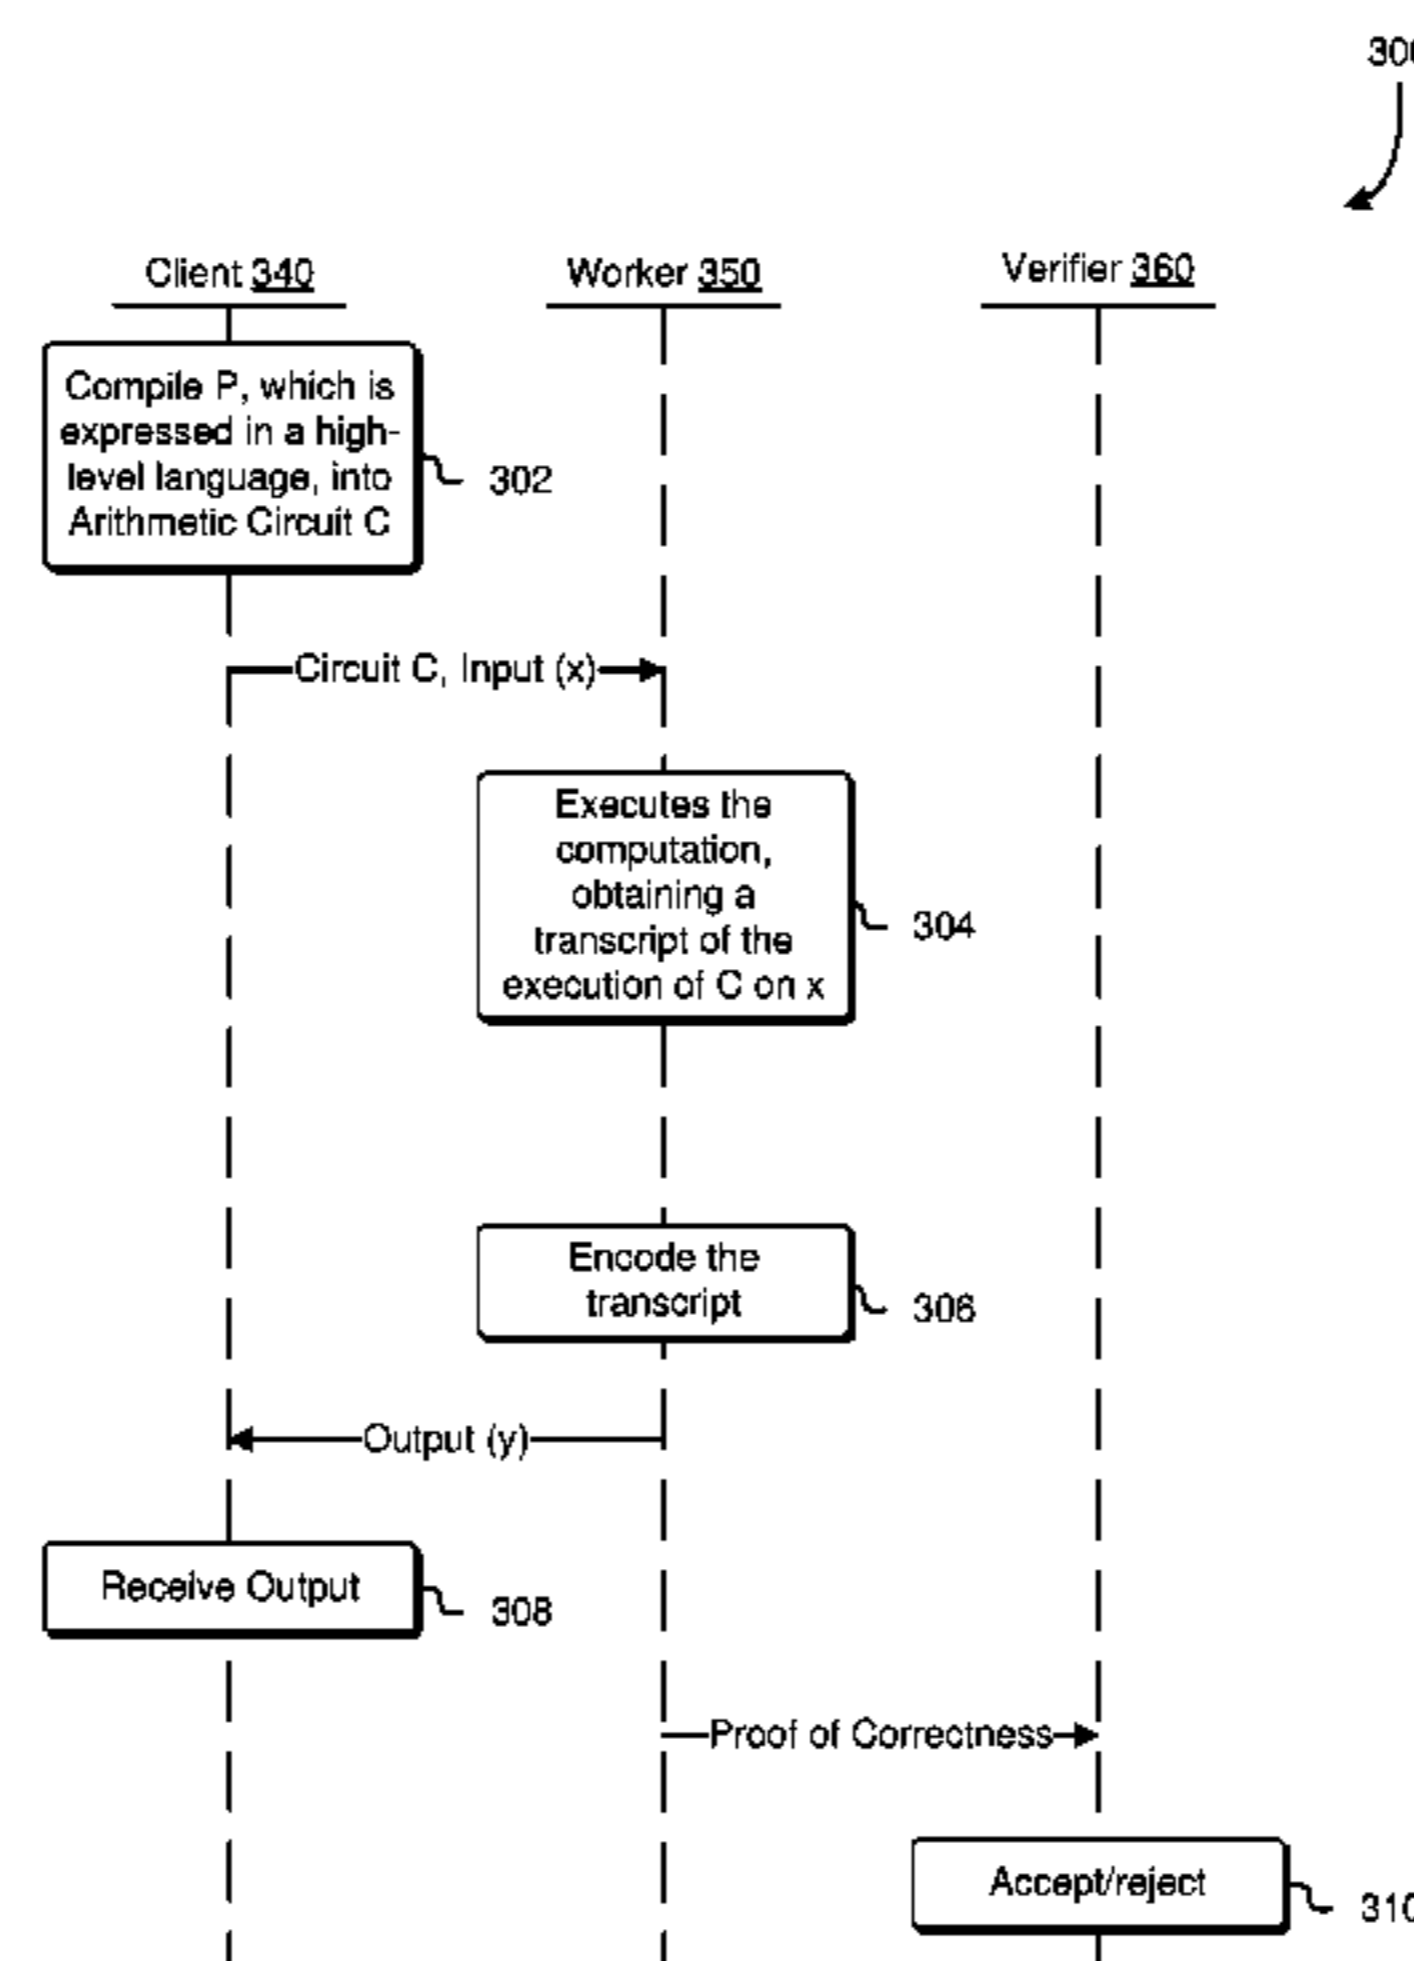 300
Client 340
Worker 350
Verifier 360
Compile P, which is
expressed in a high-
level language, into
Arithmetic Circuit C
302
Circuit C, Input (x)
Executes the
computation,
obtaining a
transcript of the
execution of C on x
304
Encode the
transcript
306
Output (y)
Receive Output
308
Proof of Correctness
Accept/reject
310